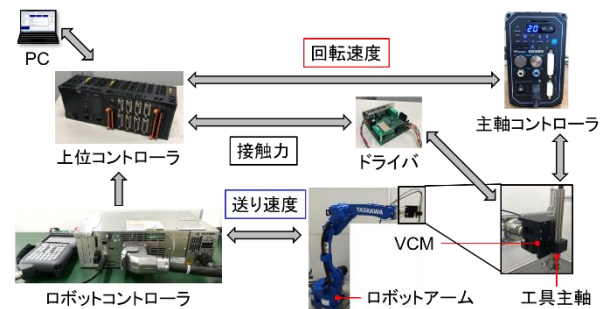 PC
回転速度
20
主軸コントローラ
上位コントローラ
接触力
ドライバ
送り速度
YASKAWA
VCM
ロボットコントローラ
ロボットアーム
工具主軸